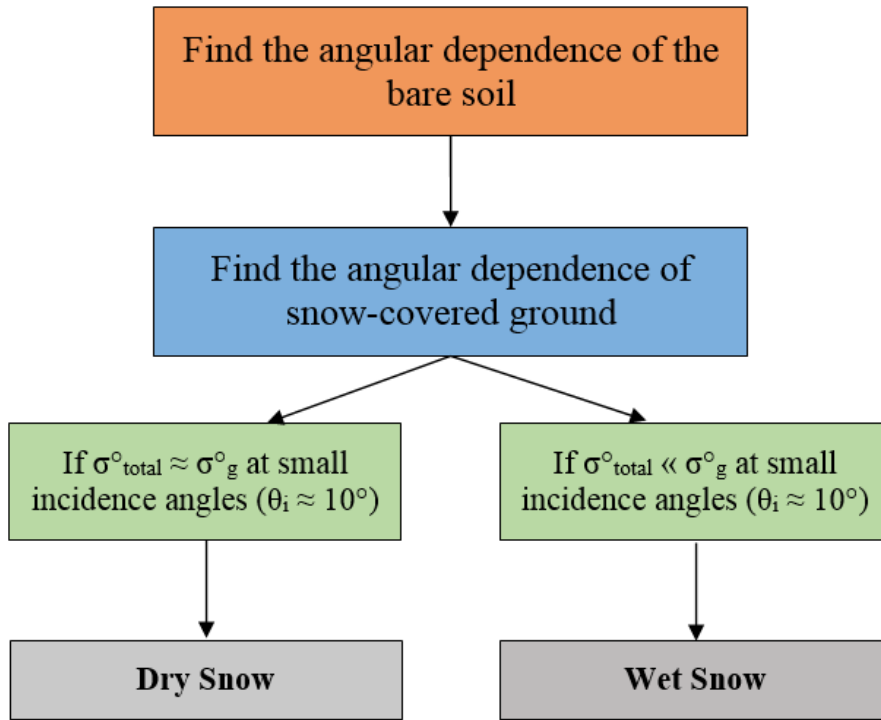 Find the angular dependence of the
bare soil
Find the angular dependence of
snow-covered ground
If σ°total ≈ σ°g at small
incidence angles (θi ≈ 10°)
If σ°total « σ°g at small
incidence angles (θi ≈ 10°)
Dry Snow
Wet Snow